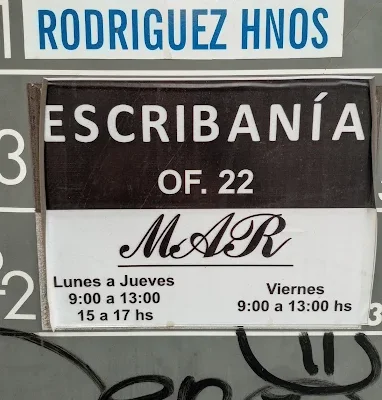 RODRIGUEZ HNOS
ESCRIBANÍA
OF. 22
MAR
Lunes a Jueves
9:00 a 13:00
15 a 17 hs
Viernes
9:00 a 13:00 hs